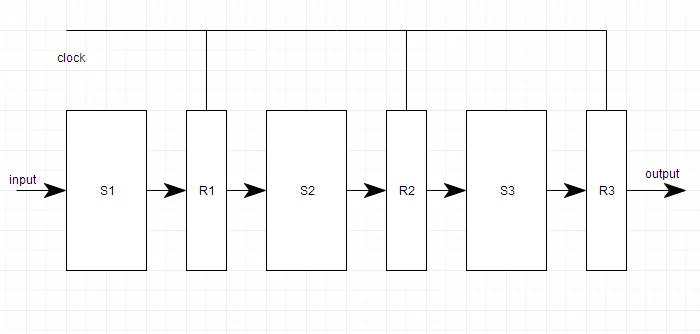 clock
input
S1
R1
S2
R2
S3
R3
output